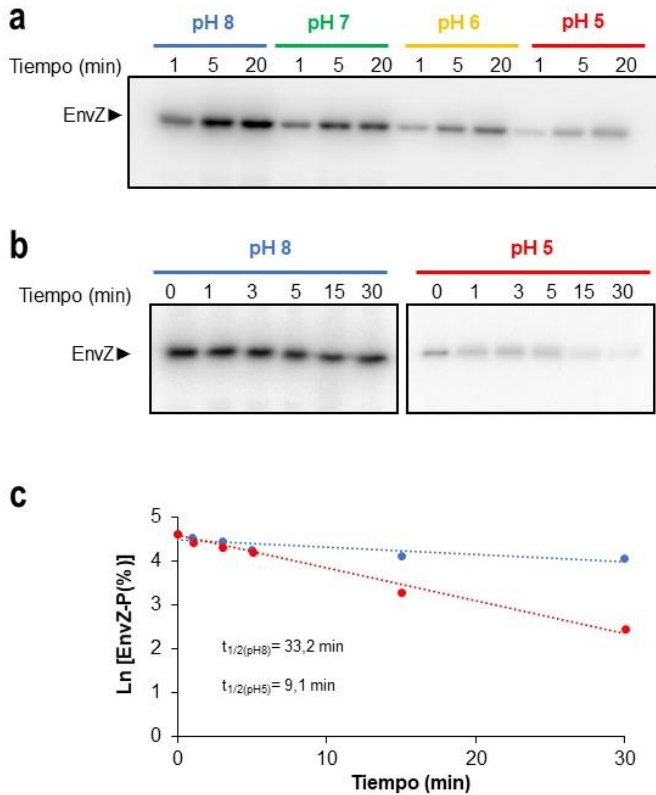 a
pH 8 pH 7 pH 6 pH 5
Tiempo (min) 1 5 20 1 5 20 1 5 20 1 5 20
EnvZ►
b
pH 8 pH 5
Tiempo (min) 0 1 3 5 15 30 0 1 3 5 15 30
EnvZ►
c
Ln [EnvZ-P(%)]
5
4
3
2
1
0
t1/2(pH8)= 33,2 min
t1/2(pH5)= 9,1 min
0 10 20 30
Tiempo (min)